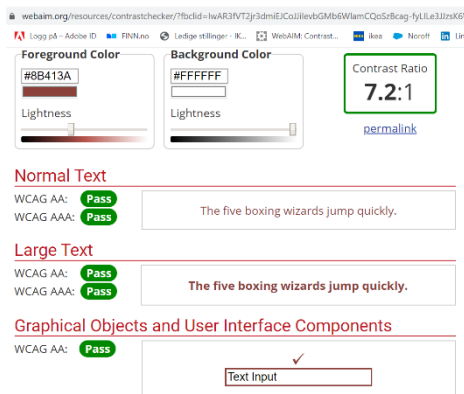 webaim.org/resources/contrastchecker/?fbclid=
Logg på – Adobe ID FINN.no Ledige stillinger - IK... WebAIM: Contrast... ikea Noroff Lin
Foreground Color Background Color
#8B413A #FFFFFF
Contrast Ratio
7.2:1
Lightness Lightness
permalink
Normal Text
WCAG AA: Pass
WCAG AAA: Pass
The five boxing wizards jump quickly.
Large Text
WCAG AA: Pass
WCAG AAA: Pass
The five boxing wizards jump quickly.
Graphical Objects and User Interface Components
WCAG AA: Pass
Text Input